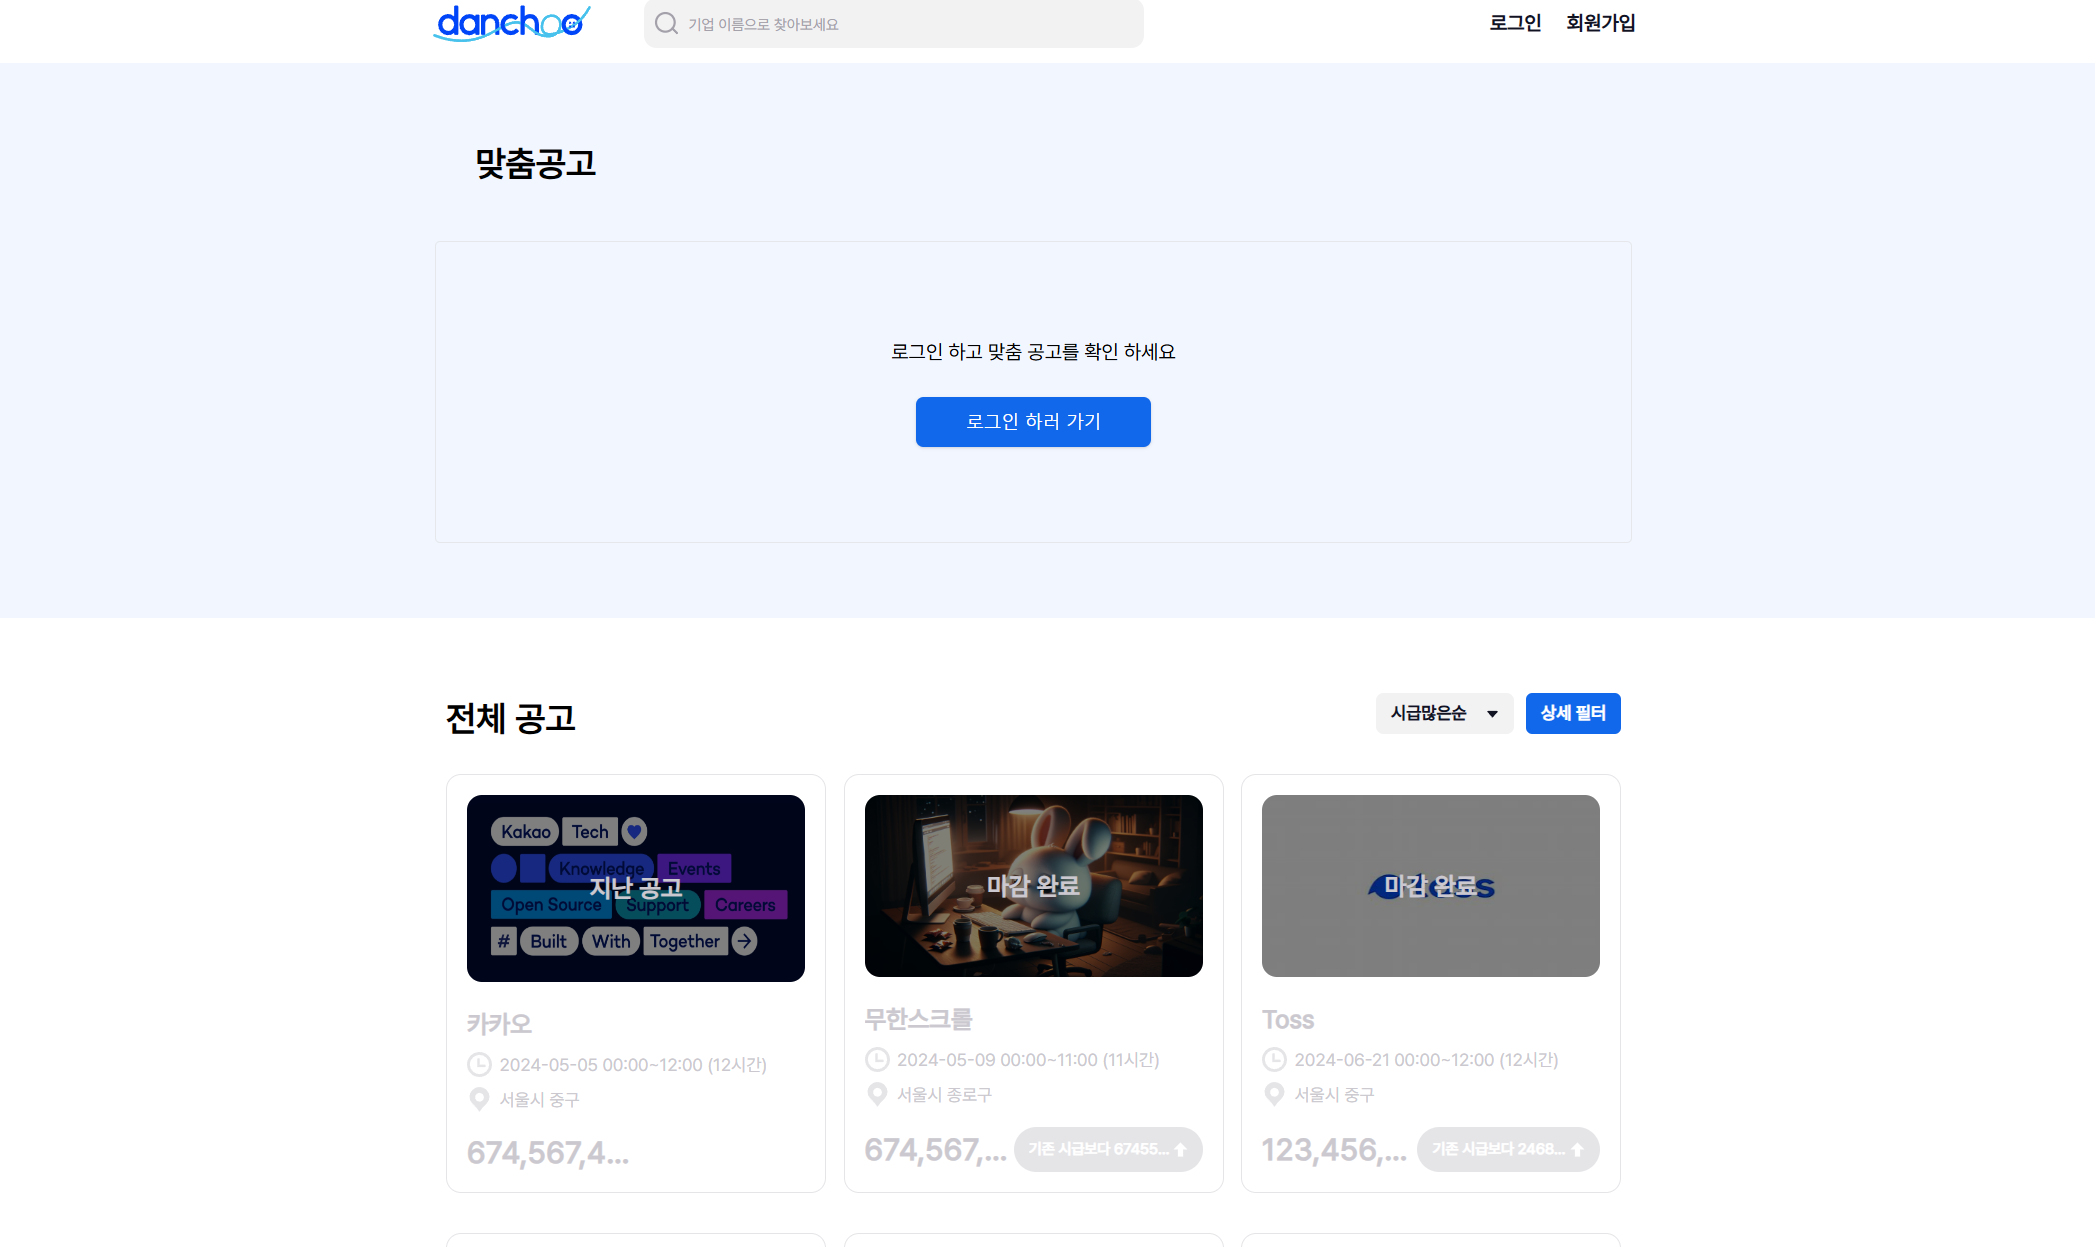 danchoo
기업 이름으로 찾아보세요
로그인 회원가입
맞춤공고
로그인 하고 맞춤 공고를 확인 하세요
로그인 하러 가기
전체 공고
시급많은순
상세 필터
Kakao Tech
Knowledge Events
지난 공고
Open Source Support Careers
# Built With Together
카카오
2024-05-05 00:00~12:00 (12시간)
서울시 중구
674,567,4...
마감 완료
무한스크롤
2024-05-09 00:00~11:00 (11시간)
서울시 종로구
674,567,...
기존 시급보다 67455...
마감 완료
Toss
2024-06-21 00:00~12:00 (12시간)
서울시 중구
123,456,...
기존 시급보다 2468...